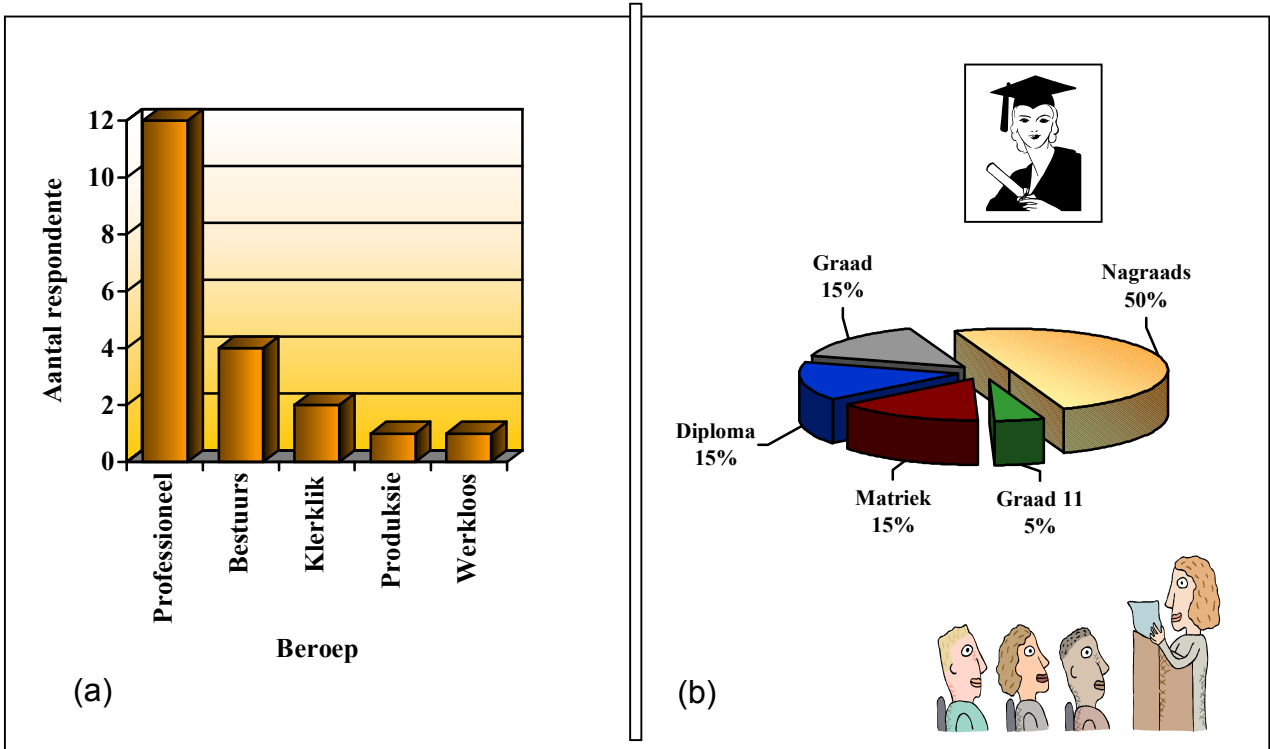 Aantal respondente
12
10
8
6
4
2
0
Professioneel
Bestuurs
Klerklik
Produksie
Werkloos
Beroep
(a)
Graad
15%
Nagraads
50%
Diploma
15%
Matriek
15%
Graad 11
5%
(b)